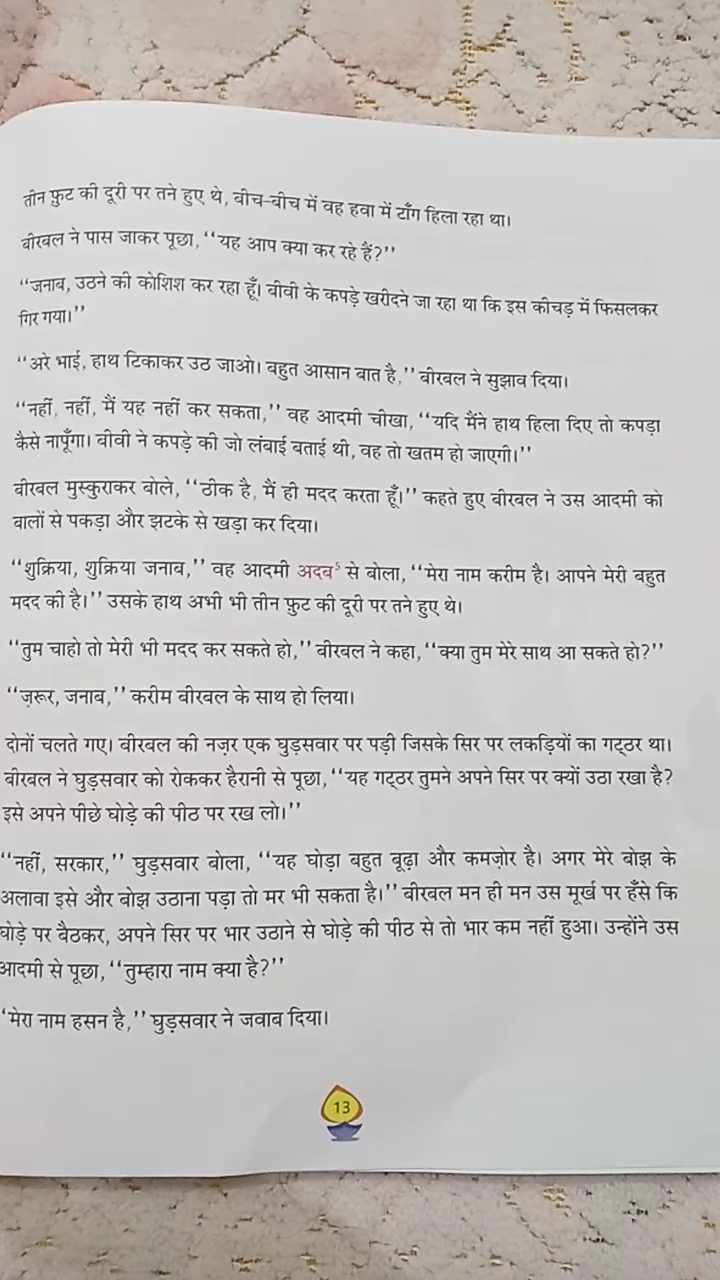 तीन फ़ुट की दूरी पर तने हुए थे, बीच-बीच में वह हवा में टाँग हिला रहा था।
बीरबल ने पास जाकर पूछा, ‘‘यह आप क्या कर रहे हैं?’’
‘‘जनाब, उठने की कोशिश कर रहा हूँ। बीवी के कपड़े खरीदने जा रहा था कि इस कीचड़ में फिसलकर
गिर गया।’’
‘‘अरे भाई, हाथ टिकाकर उठ जाओ। बहुत आसान बात है,’’ बीरबल ने सुझाव दिया।
‘‘नहीं, नहीं, मैं यह नहीं कर सकता,’’ वह आदमी चीखा, ‘‘यदि मैंने हाथ हिला दिए तो कपड़ा
कैसे नापूँगा। बीवी ने कपड़े की जो लंबाई बताई थी, वह तो खतम हो जाएगी।’’
बीरबल मुस्कुराकर बोले, ‘‘ठीक है, मैं ही मदद करता हूँ।’’ कहते हुए बीरबल ने उस आदमी को
बालों से पकड़ा और झटके से खड़ा कर दिया।
‘‘शुक्रिया, शुक्रिया जनाब,’’ वह आदमी अदब⁵ से बोला, ‘‘मेरा नाम करीम है। आपने मेरी बहुत
मदद की है।’’ उसके हाथ अभी भी तीन फ़ुट की दूरी पर तने हुए थे।
‘‘तुम चाहो तो मेरी भी मदद कर सकते हो,’’ बीरबल ने कहा, ‘‘क्या तुम मेरे साथ आ सकते हो?’’
‘‘ज़रूर, जनाब,’’ करीम बीरबल के साथ हो लिया।
दोनों चलते गए। बीरबल की नज़र एक घुड़सवार पर पड़ी जिसके सिर पर लकड़ियों का गट्ठर था।
बीरबल ने घुड़सवार को रोककर हैरानी से पूछा, ‘‘यह गट्ठर तुमने अपने सिर पर क्यों उठा रखा है?
इसे अपने पीछे घोड़े की पीठ पर रख लो।’’
‘‘नहीं, सरकार,’’ घुड़सवार बोला, ‘‘यह घोड़ा बहुत बूढ़ा और कमज़ोर है। अगर मेरे बोझ के
अलावा इसे और बोझ उठाना पड़ा तो मर भी सकता है।’’ बीरबल मन ही मन उस मूर्ख पर हँसे कि
घोड़े पर बैठकर, अपने सिर पर भार उठाने से घोड़े की पीठ से तो भार कम नहीं हुआ। उन्होंने उस
आदमी से पूछा, ‘‘तुम्हारा नाम क्या है?’’
‘मेरा नाम हसन है,’’ घुड़सवार ने जवाब दिया।
13